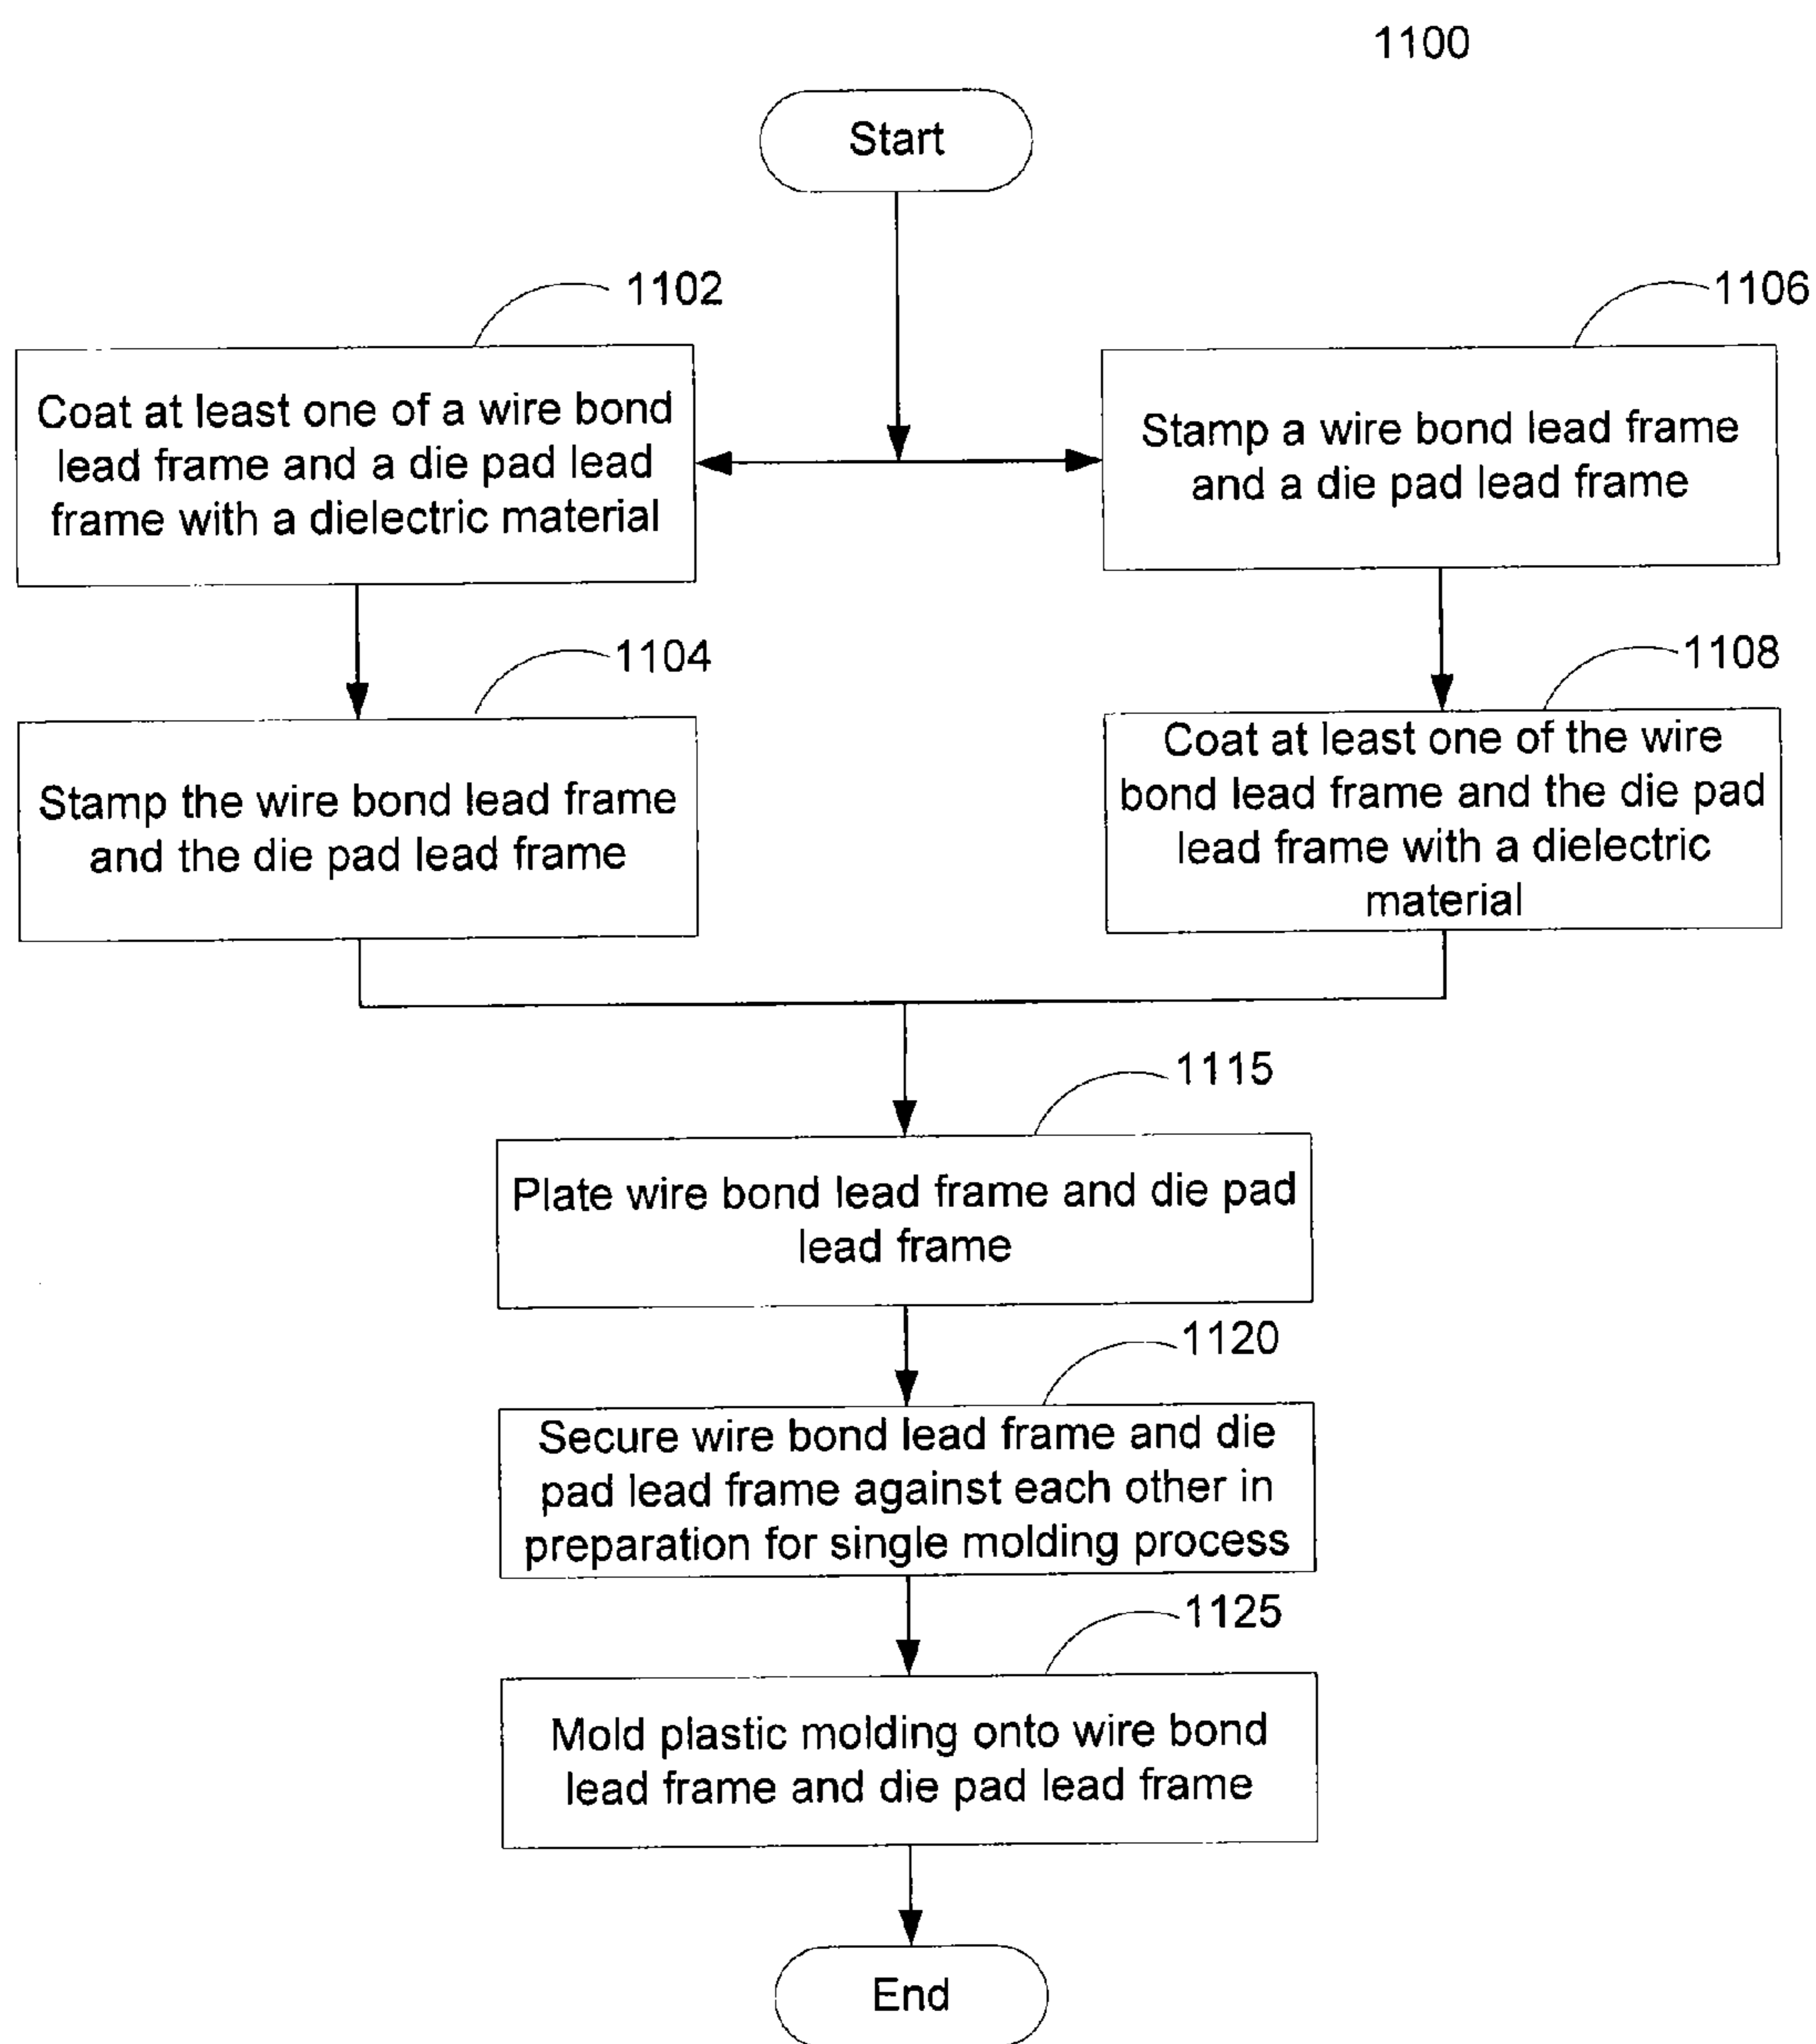 1100
Start
1102
Coat at least one of a wire bond
lead frame and a die pad lead
frame with a dielectric material
1106
Stamp a wire bond lead frame
and a die pad lead frame
1104
Stamp the wire bond lead frame
and the die pad lead frame
1108
Coat at least one of the wire
bond lead frame and the die pad
lead frame with a dielectric
material
1115
Plate wire bond lead frame and die pad
lead frame
1120
Secure wire bond lead frame and die
pad lead frame against each other in
preparation for single molding process
1125
Mold plastic molding onto wire bond
lead frame and die pad lead frame
End